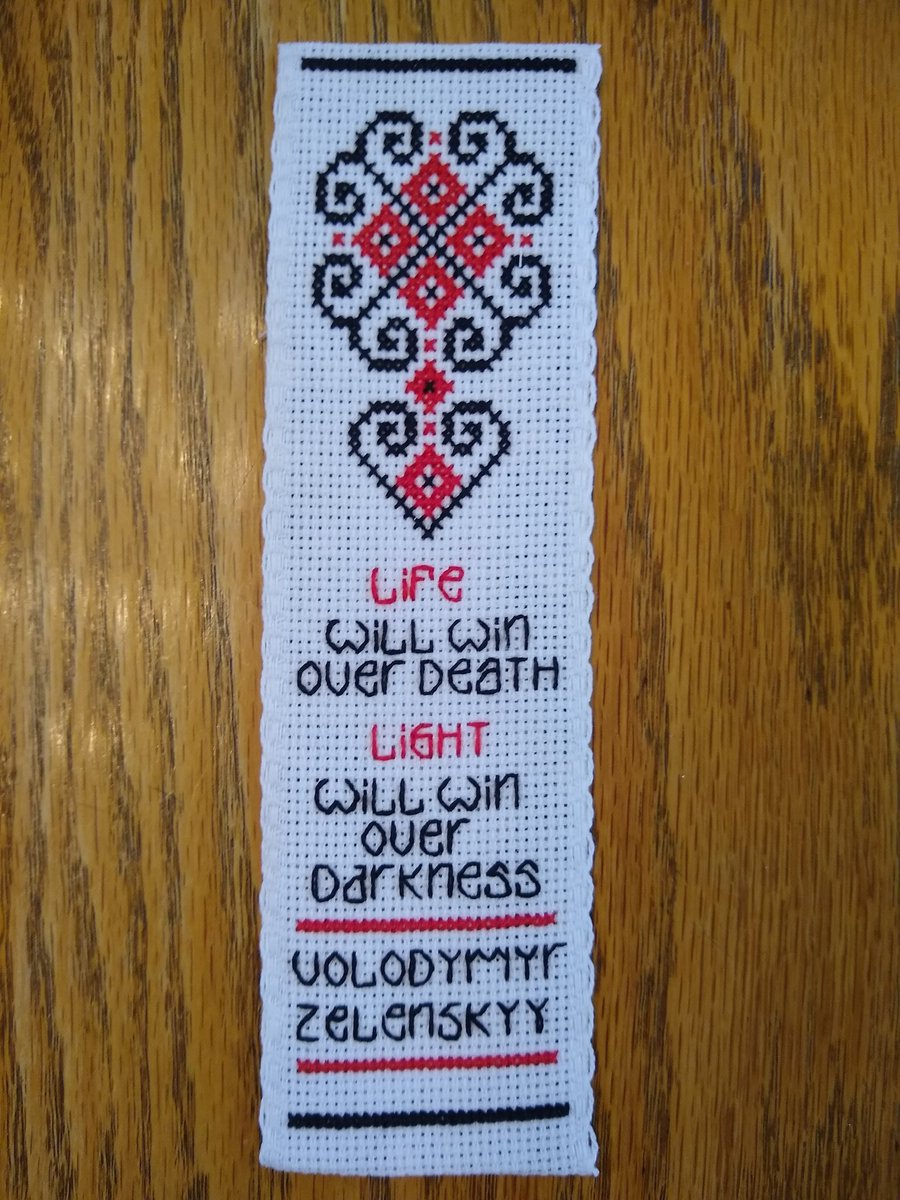 LiFe
WiLL Win
over DeaTH
LiGHT
WiLL Win
over
Darkness
VOLODYMYr
ZeLenSKYY